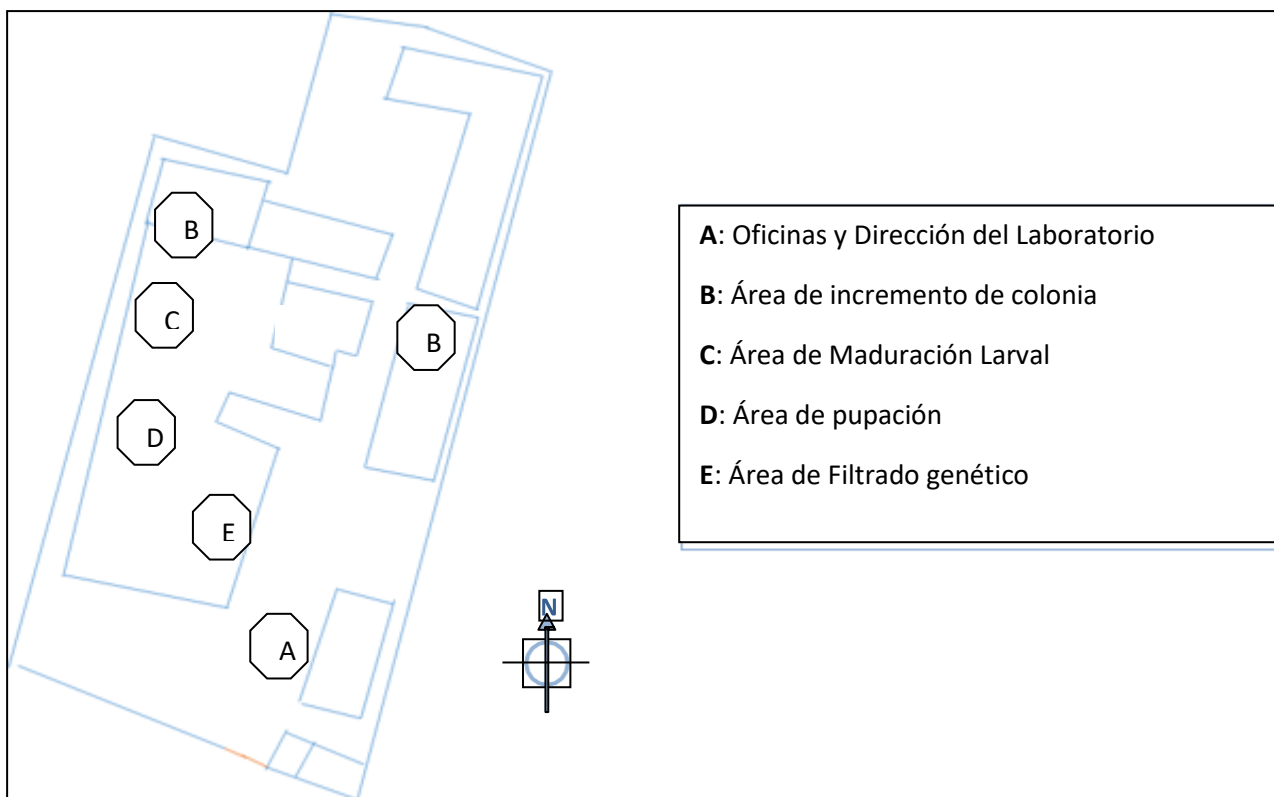 B
C
B
D
E
A
N
A: Oficinas y Dirección del Laboratorio
B: Área de incremento de colonia
C: Área de Maduración Larval
D: Área de pupación
E: Área de Filtrado genético